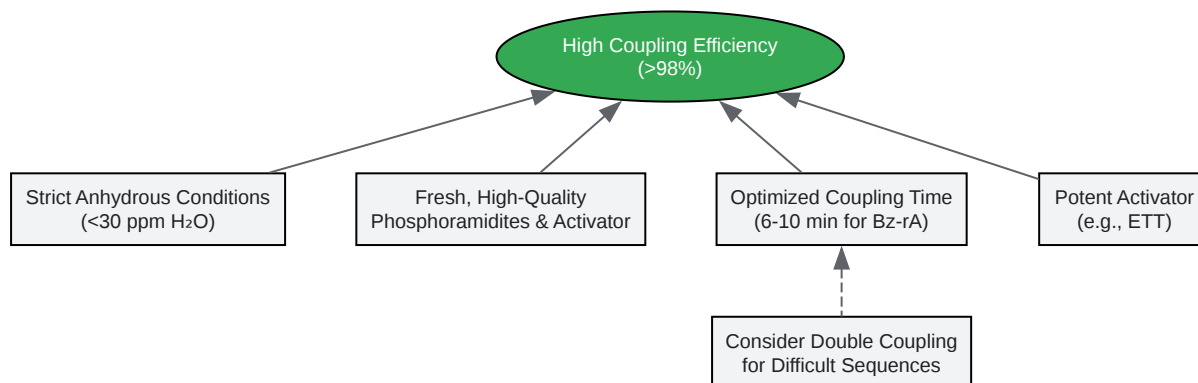 High Coupling Efficiency
(>98%)
Strict Anhydrous Conditions
(<30 ppm H₂O)
Fresh, High-Quality
Phosphoramidites & Activator
Optimized Coupling Time
(6-10 min for Bz-rA)
Potent Activator
(e.g., ETT)
Consider Double Coupling
for Difficult Sequences